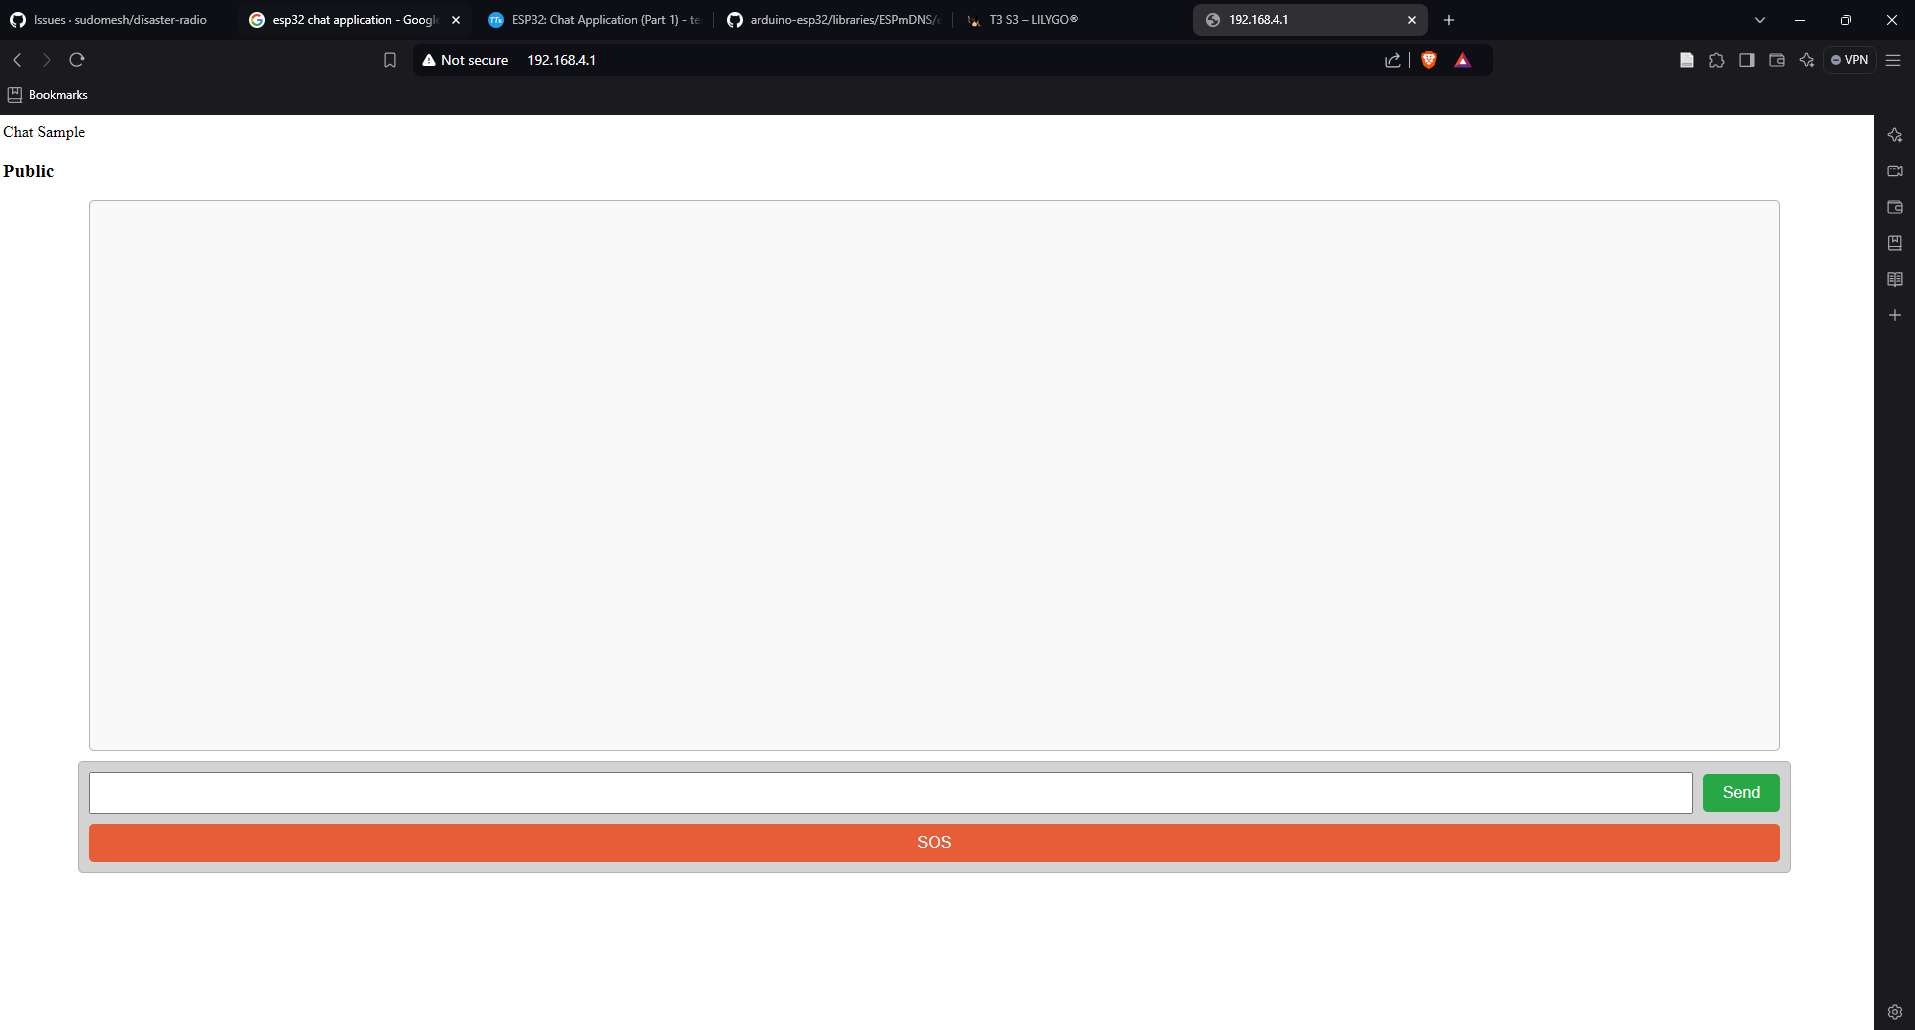 Issues · sudomesh/disaster-radio
esp32 chat application - Googl
ESP32: Chat Application (Part 1) - te
arduino-esp32/libraries/ESPmDNS/
T3 S3 – LILYGO®
192.168.4.1
Not secure
192.168.4.1
VPN
Bookmarks
Chat Sample
Public
Send
SOS